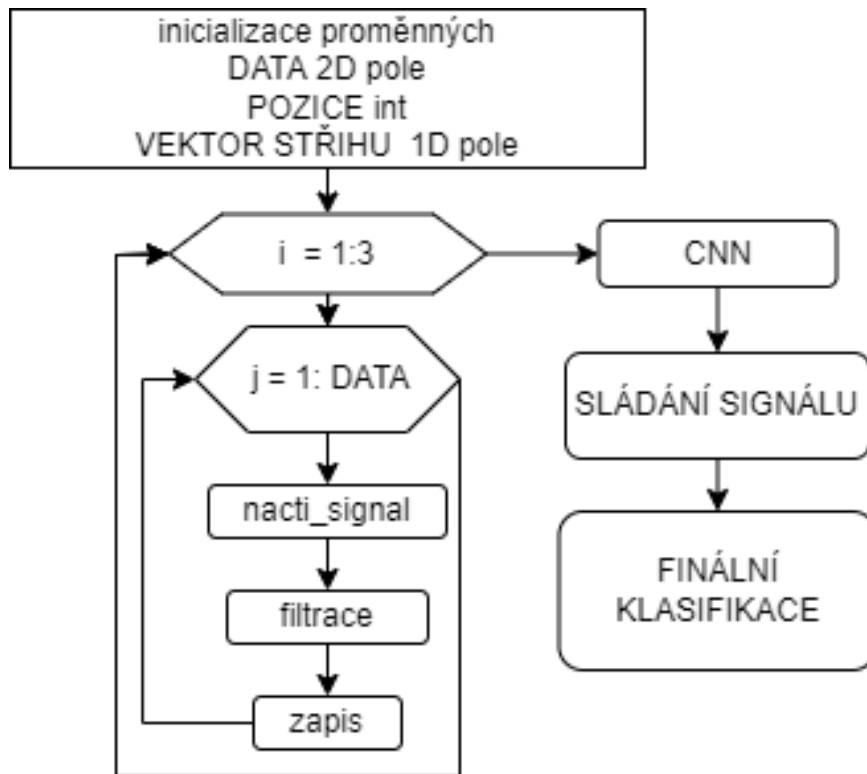 inicializace proměnných
DATA 2D pole
POZICE int
VEKTOR STŘIHU 1D pole
i = 1:3
CNN
j = 1: DATA
SLÁDÁNÍ SIGNÁLU
nacti_signal
filtrace
FINÁLNÍ
KLASIFIKACE
zapis